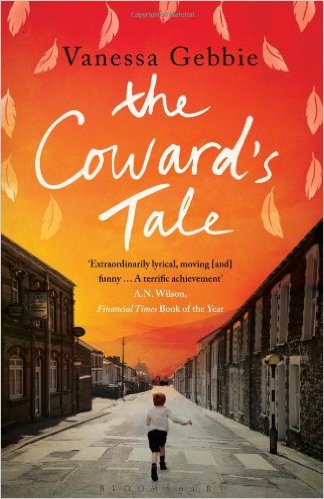 Vanessa Gebbie
the
Coward's
Tale
'Extraordinarily lyrical, moving [and]
funny ... A terrific achievement'
A.N. Wilson,
Financial Times Book of the Year
BLOOMSBURY